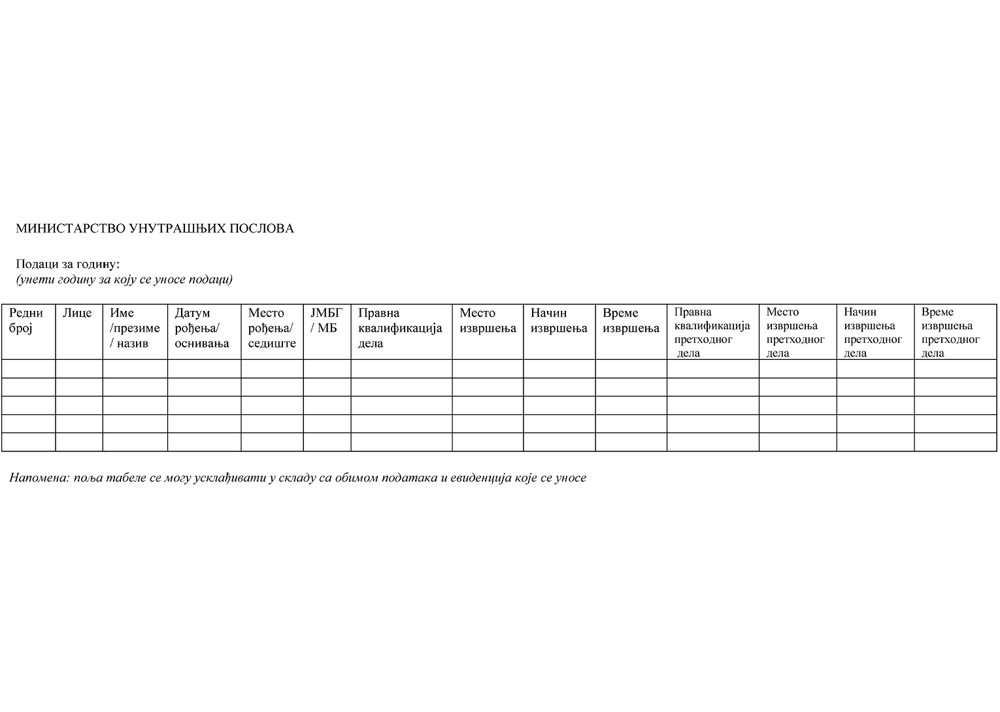 МИНИСТАРСТВО УНУТРАШЊИХ ПОСЛОВА
Подаци за годину:
(унети годину за коју се уносе подаци)
Редни
број
Лице
Име
/презиме
/ назив
Датум
рођења/
оснивања
Место
рођења/
седиште
ЈМБГ
/ МБ
Правна
квалификација
дела
Место
извршења
Начин
извршења
Време
извршења
Правна
квалификација
претходног
дела
Место
извршења
претходног
дела
Начин
извршења
претходног
дела
Време
извршења
претходног
дела
Напомена: поља табеле се могу усклађивати у складу са обимом података и евиденција које се уносе